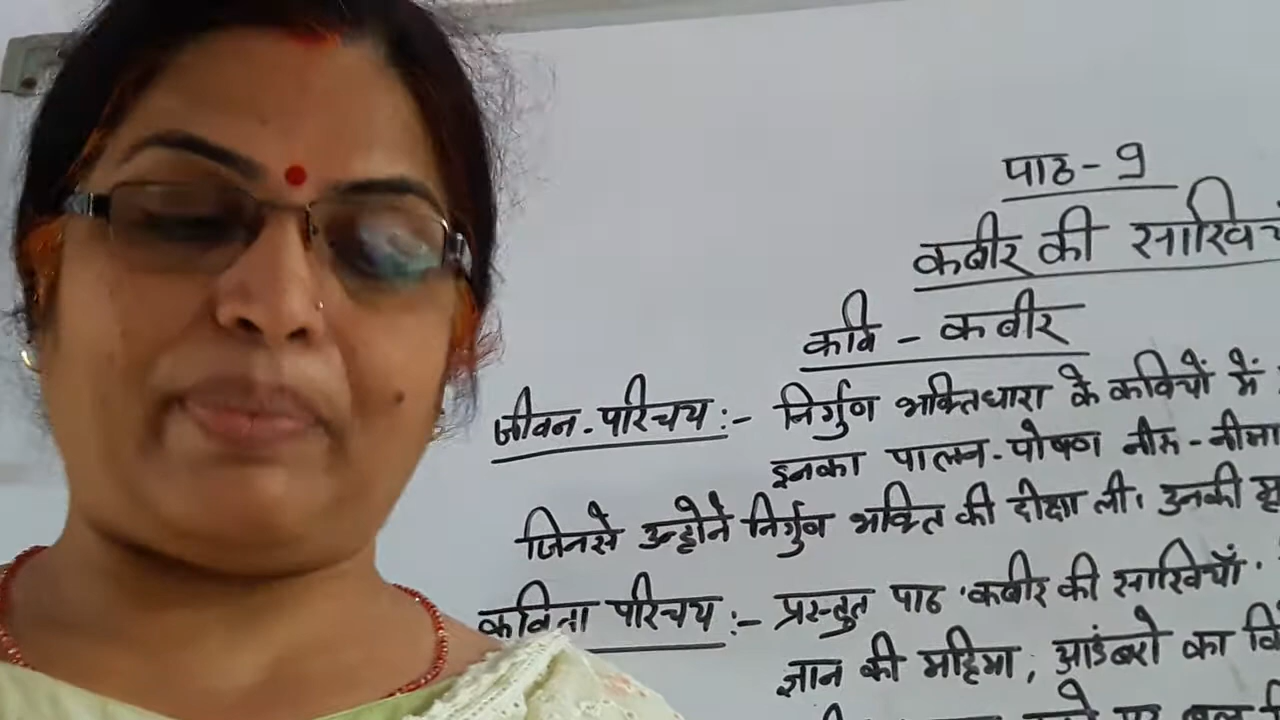 पाठ - 9
कबीर की साखियाँ
कवि - कबीर
जीवन-परिचय :- निर्गुण भक्तिधारा के कवियों में
इनका पालन-पोषण नीरू-नीमा
जिनसे उन्होंने निर्गुण भक्ति की दीक्षा ली। उनकी
कविता परिचय :- प्रस्तुत पाठ 'कबीर की साखियाँ'
ज्ञान की महिमा, आडंबरो का